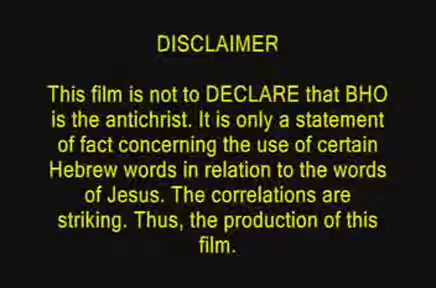 DISCLAIMER
This film is not to DECLARE that BHO
is the antichrist. It is only a statement
of fact concerning the use of certain
Hebrew words in relation to the words
of Jesus. The correlations are
striking. Thus, the production of this
film.